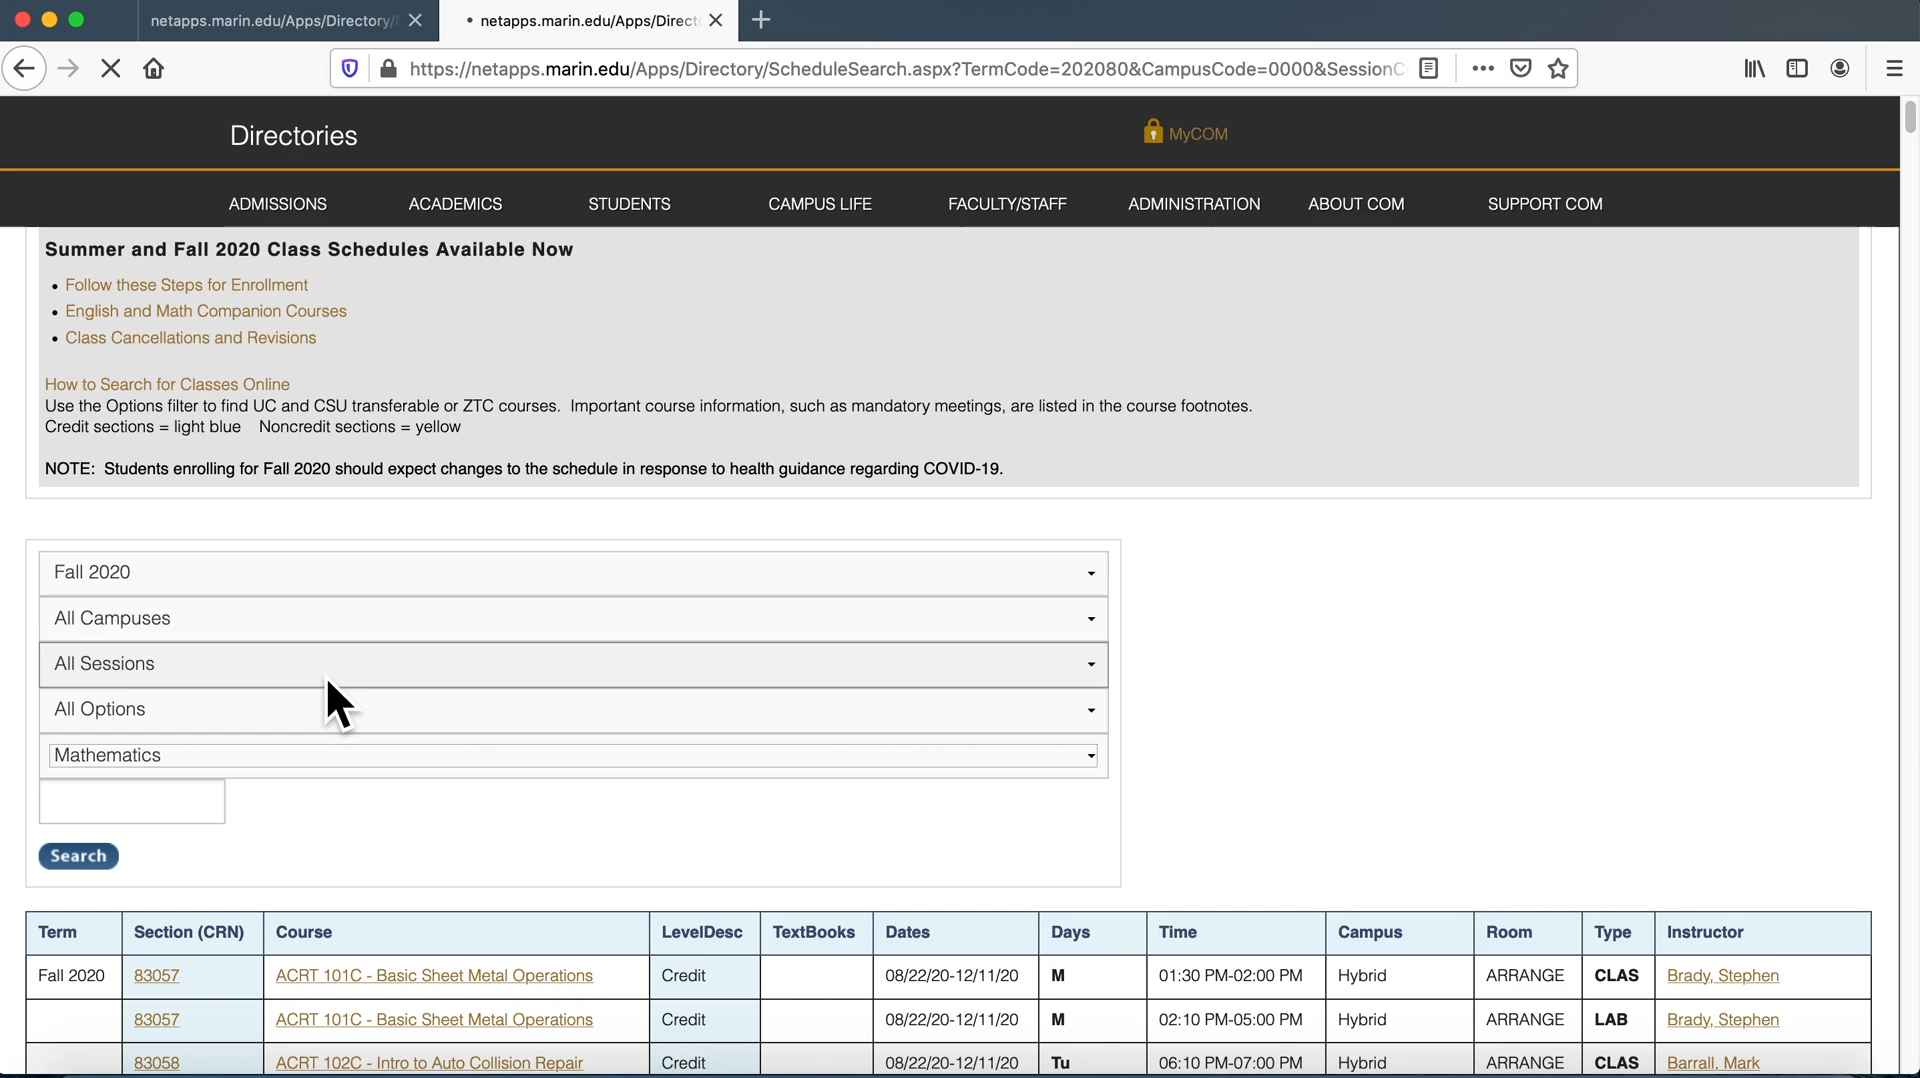 netapps.marin.edu/Apps/Directory/
netapps.marin.edu/Apps/Direct
https://netapps.marin.edu/Apps/Directory/ScheduleSearch.aspx?TermCode=202080&CampusCode=0000&SessionC
Directories
MyCOM
ADMISSIONS ACADEMICS STUDENTS CAMPUS LIFE FACULTY/STAFF ADMINISTRATION ABOUT COM SUPPORT COM
Summer and Fall 2020 Class Schedules Available Now
• Follow these Steps for Enrollment
• English and Math Companion Courses
• Class Cancellations and Revisions
How to Search for Classes Online
Use the Options filter to find UC and CSU transferable or ZTC courses. Important course information, such as mandatory meetings, are listed in the course footnotes.
Credit sections = light blue Noncredit sections = yellow
NOTE: Students enrolling for Fall 2020 should expect changes to the schedule in response to health guidance regarding COVID-19.
Fall 2020
All Campuses
All Sessions
All Options
Mathematics
Search
Term Section (CRN) Course LevelDesc TextBooks Dates Days Time Campus Room Type Instructor
Fall 2020 83057 ACRT 101C - Basic Sheet Metal Operations Credit 08/22/20-12/11/20 M 01:30 PM-02:00 PM Hybrid ARRANGE CLAS Brady, Stephen
83057 ACRT 101C - Basic Sheet Metal Operations Credit 08/22/20-12/11/20 M 02:10 PM-05:00 PM Hybrid ARRANGE LAB Brady, Stephen
83058 ACRT 102C - Intro to Auto Collision Repair Credit 08/22/20-12/11/20 Tu 06:10 PM-07:00 PM Hybrid ARRANGE CLAS Barrall, Mark